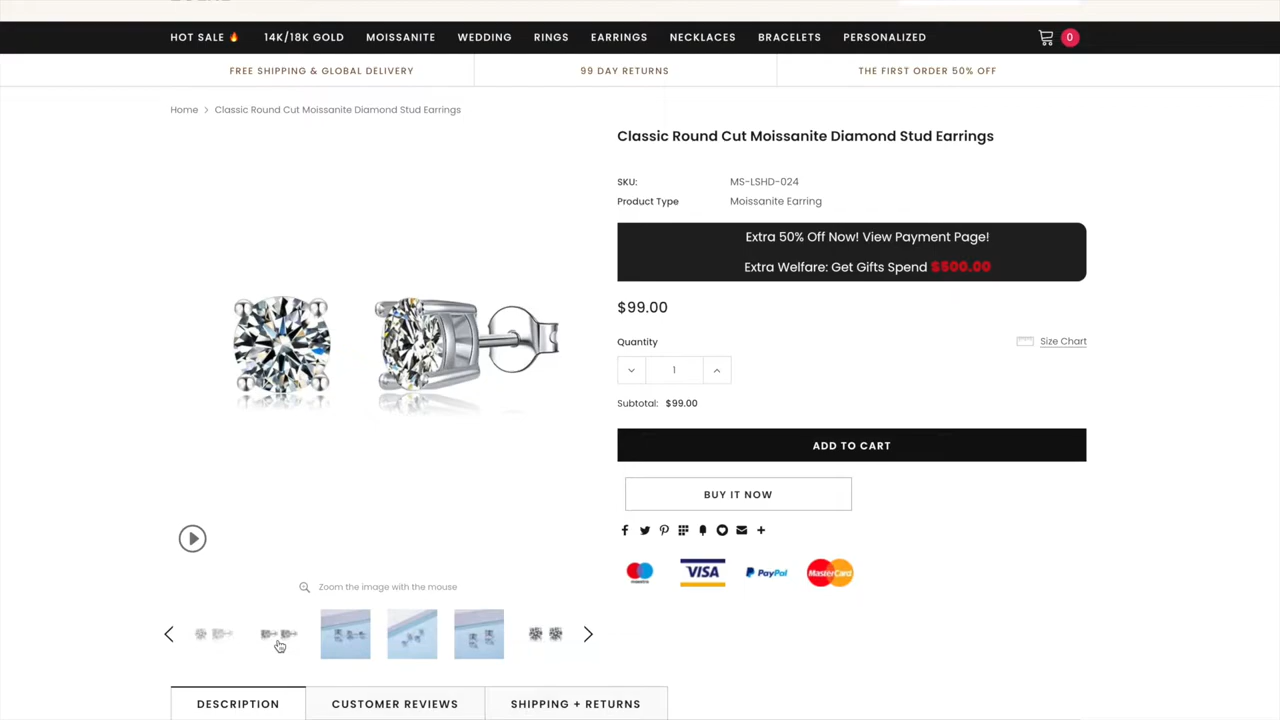 HOT SALE 🔥 14K/18K GOLD MOISSANITE WEDDING RINGS EARRINGS NECKLACES BRACELETS PERSONALIZED 0
FREE SHIPPING & GLOBAL DELIVERY 99 DAY RETURNS THE FIRST ORDER 50% OFF
Home > Classic Round Cut Moissanite Diamond Stud Earrings
Classic Round Cut Moissanite Diamond Stud Earrings
SKU: MS-LSHD-024
Product Type Moissanite Earring
Extra 50% Off Now! View Payment Page!
Extra Welfare: Get Gifts Spend $500.00
$99.00
Quantity Size Chart
1
Subtotal: $99.00
ADD TO CART
BUY IT NOW
maestro VISA PayPal MasterCard
Zoom the image with the mouse
DESCRIPTION CUSTOMER REVIEWS SHIPPING + RETURNS